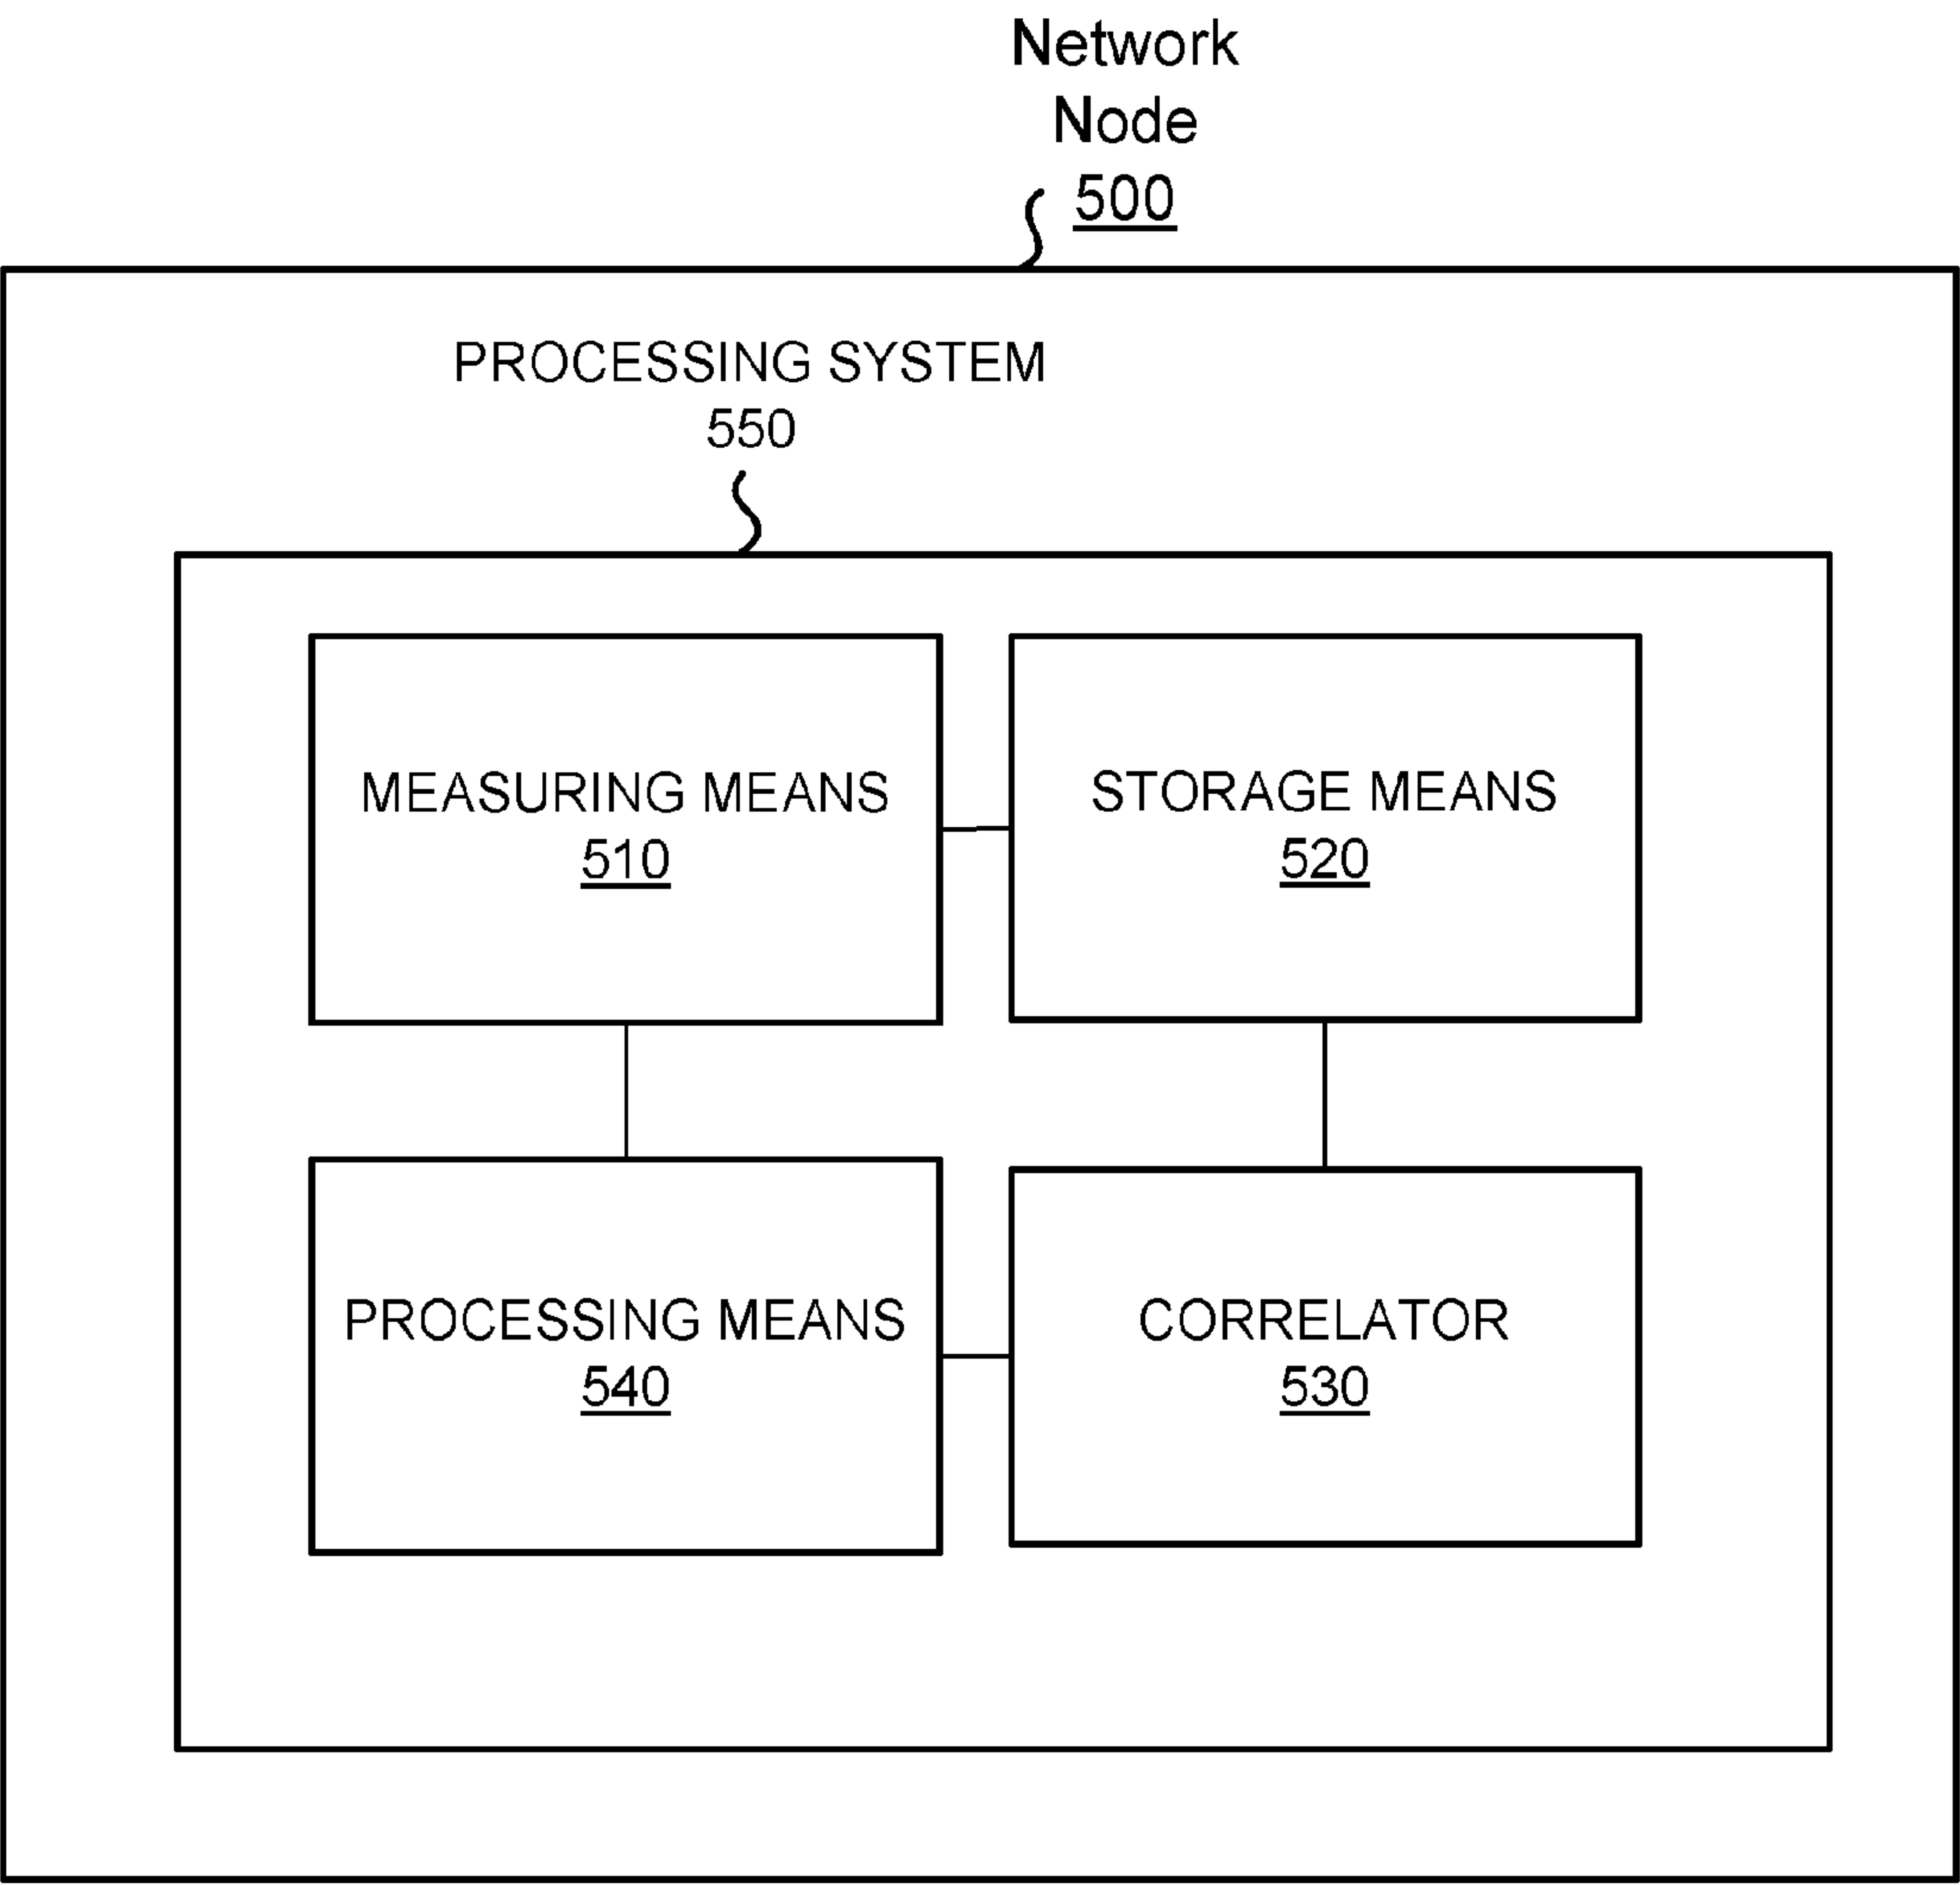 Network
Node
500
PROCESSING SYSTEM
550
MEASURING MEANS
510
STORAGE MEANS
520
PROCESSING MEANS
540
CORRELATOR
530